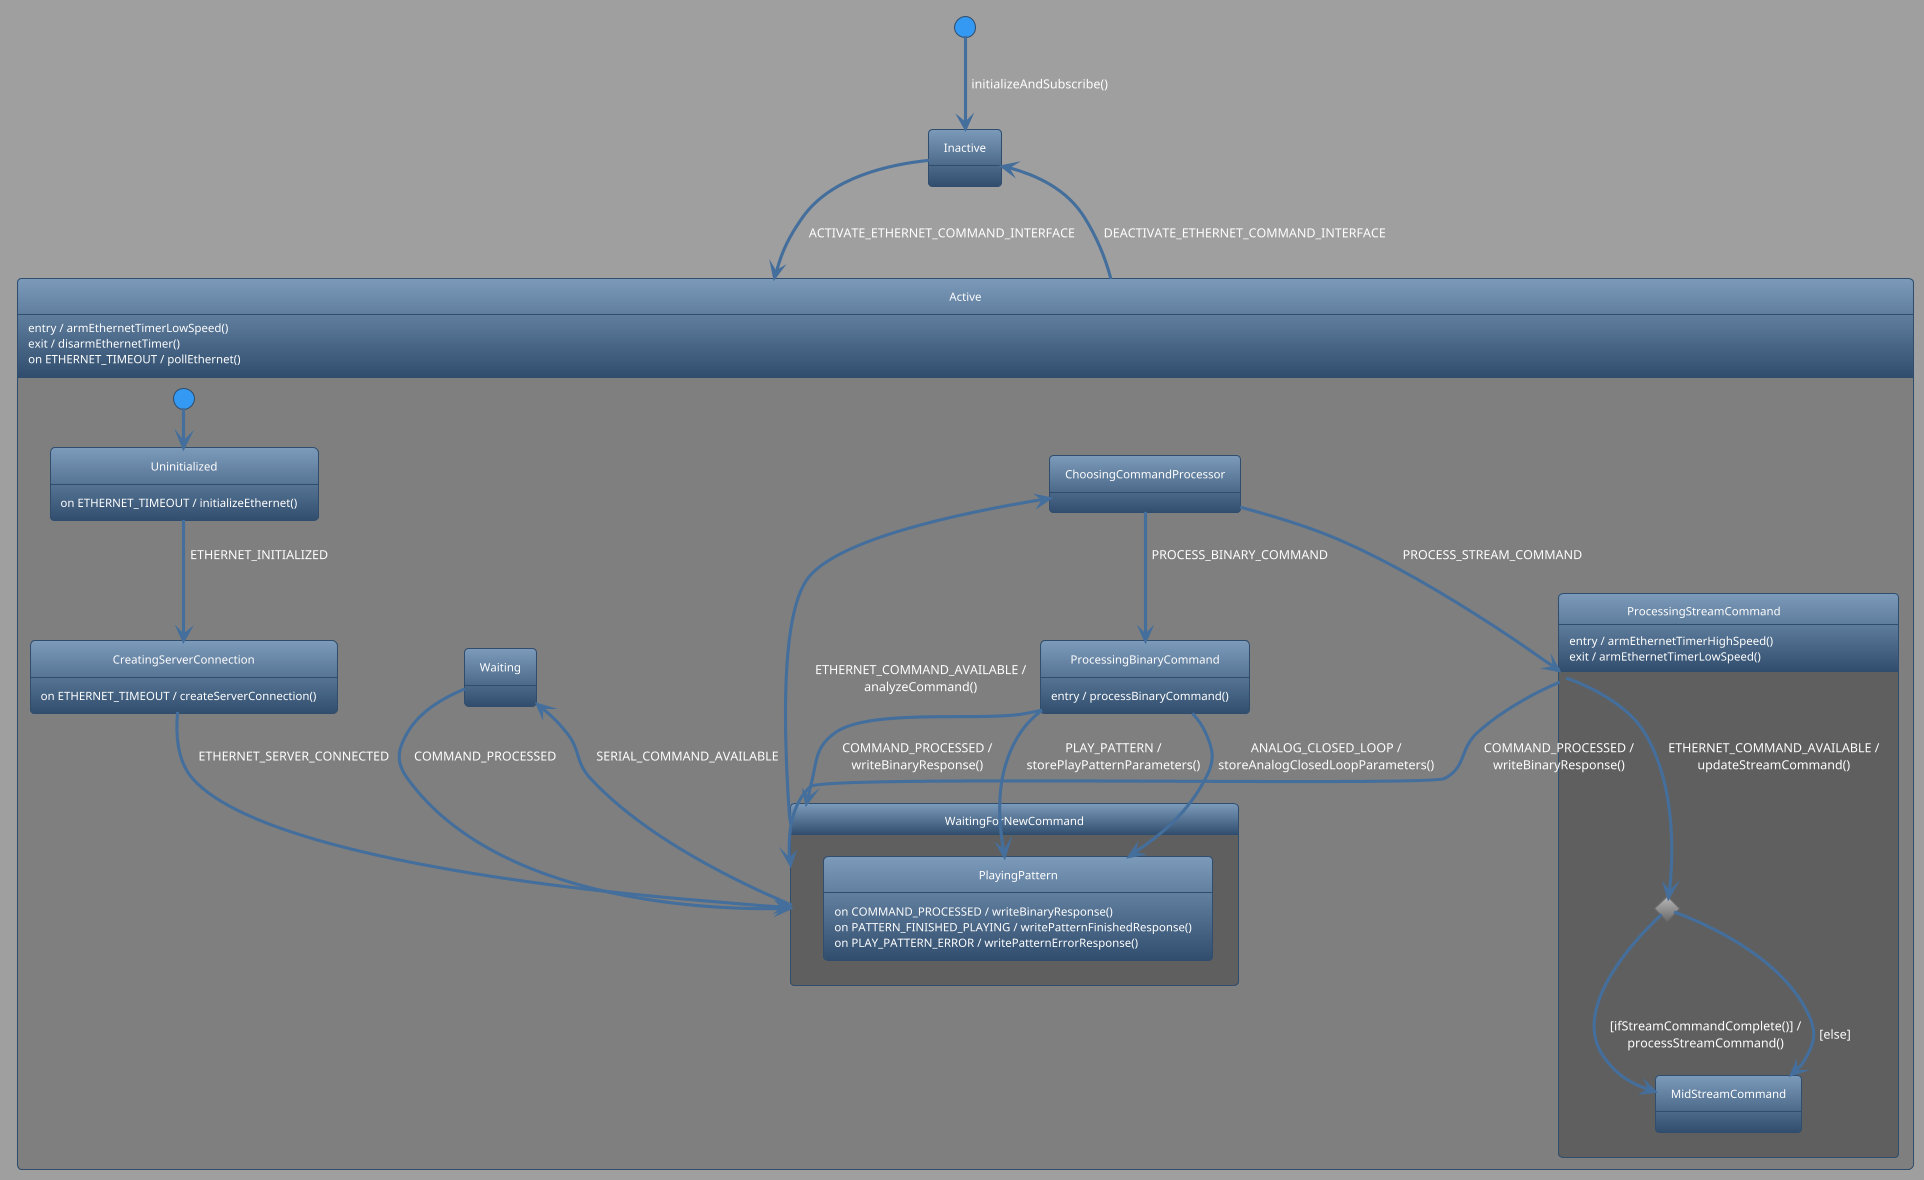 initializeAndSubscribe()
Inactive
ACTIVATE_ETHERNET_COMMAND_INTERFACE
DEACTIVATE_ETHERNET_COMMAND_INTERFACE
Active
entry / armEthernetTimerLowSpeed()
exit / disarmEthernetTimer()
on ETHERNET_TIMEOUT / pollEthernet()
Uninitialized
on ETHERNET_TIMEOUT / initializeEthernet()
ChoosingCommandProcessor
ETHERNET_INITIALIZED
PROCESS_BINARY_COMMAND
PROCESS_STREAM_COMMAND
ProcessingStreamCommand
entry / armEthernetTimerHighSpeed()
exit / armEthernetTimerLowSpeed()
CreatingServerConnection
on ETHERNET_TIMEOUT / createServerConnection()
Waiting
ETHERNET_COMMAND_AVAILABLE /
analyzeCommand()
ProcessingBinaryCommand
entry / processBinaryCommand()
ETHERNET_SERVER_CONNECTED
COMMAND_PROCESSED
SERIAL_COMMAND_AVAILABLE
COMMAND_PROCESSED /
writeBinaryResponse()
PLAY_PATTERN /
storePlayPatternParameters()
ANALOG_CLOSED_LOOP /
storeAnalogClosedLoopParameters()
COMMAND_PROCESSED /
writeBinaryResponse()
ETHERNET_COMMAND_AVAILABLE /
updateStreamCommand()
WaitingForNewCommand
PlayingPattern
on COMMAND_PROCESSED / writeBinaryResponse()
on PATTERN_FINISHED_PLAYING / writePatternFinishedResponse()
on PLAY_PATTERN_ERROR / writePatternErrorResponse()
[ifStreamCommandComplete()] /
processStreamCommand()
[else]
MidStreamCommand